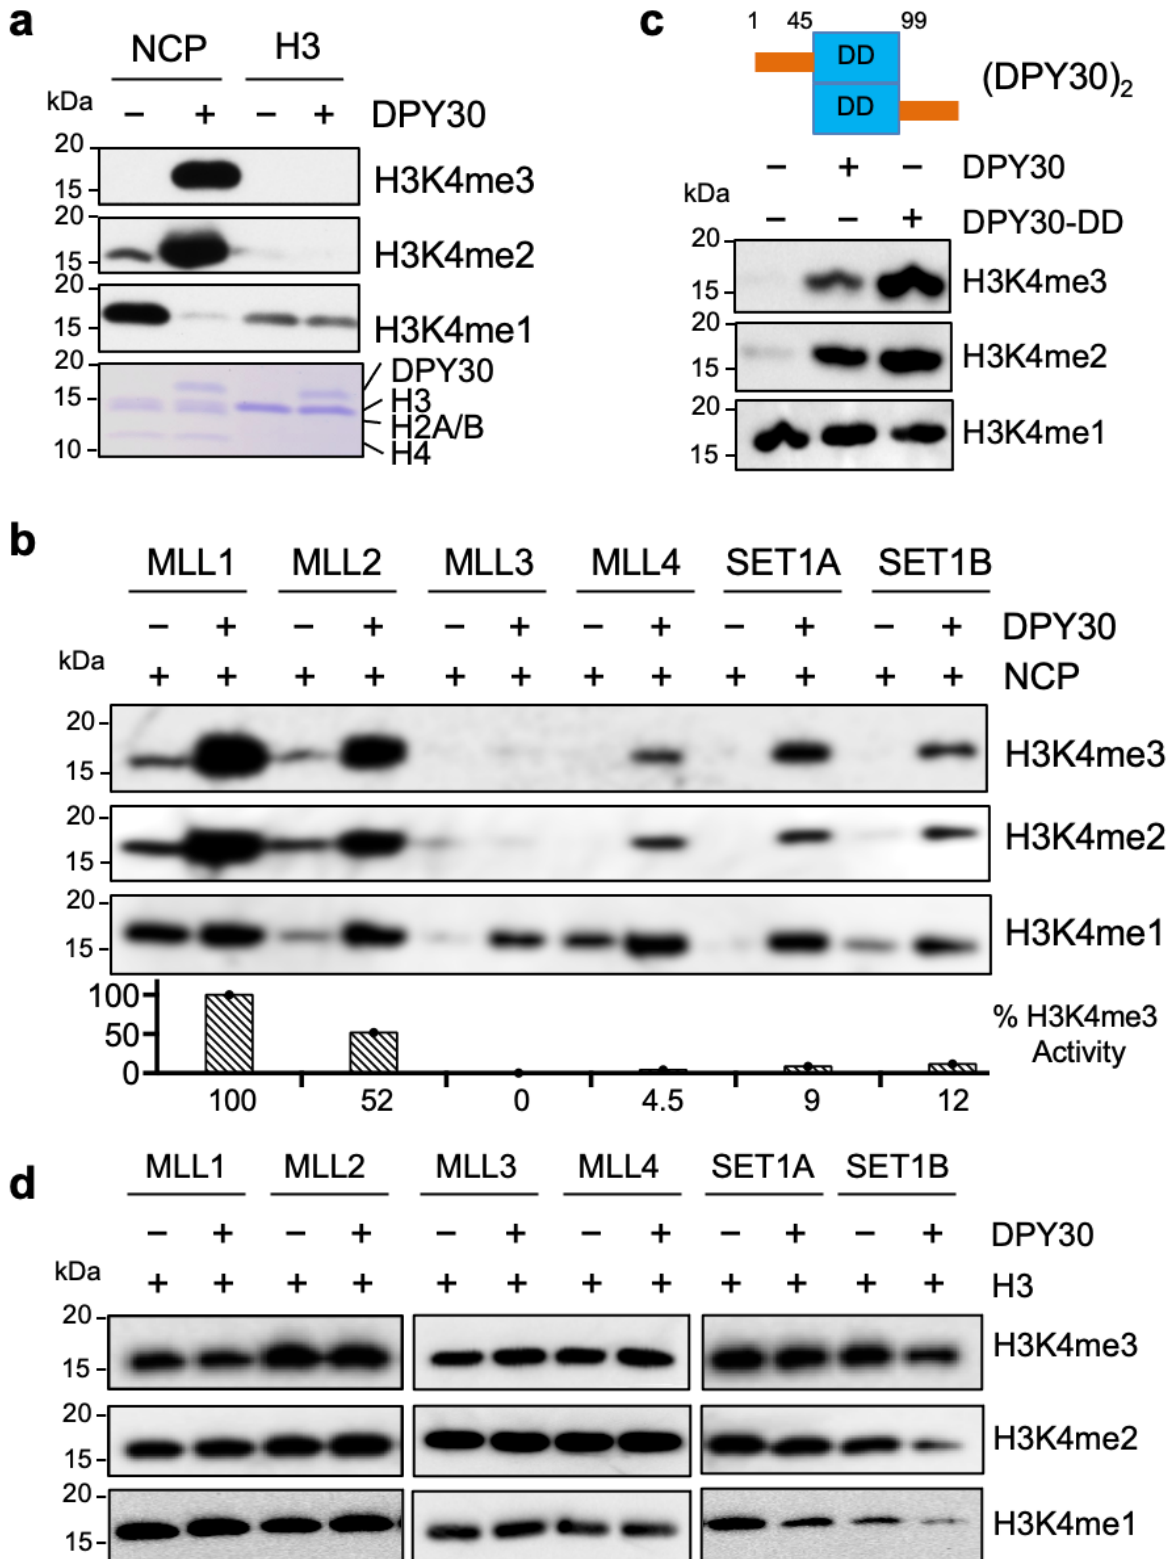 a
NCP H3
kDa − + − + DPY30
20
15
H3K4me3
20
15
H3K4me2
20
15
H3K4me1
20
15
10
DPY30
H3
H2A/B
H4
c
1 45 99
DD
DD
(DPY30)2
− + − DPY30
kDa
− − + DPY30-DD
20
15
H3K4me3
20
15
H3K4me2
20
15
H3K4me1
b
MLL1 MLL2 MLL3 MLL4 SET1A SET1B
− + − + − + − + − + − + DPY30
kDa
+ + + + + + + + + + + + NCP
20
15
H3K4me3
20
15
H3K4me2
20
15
H3K4me1
100
50
0
% H3K4me3
Activity
100 52 0 4.5 9 12
d
MLL1 MLL2 MLL3 MLL4 SET1A SET1B
− + − + − + − + − + − + DPY30
kDa
+ + + + + + + + + + + + H3
20
15
H3K4me3
20
15
H3K4me2
20
15
H3K4me1